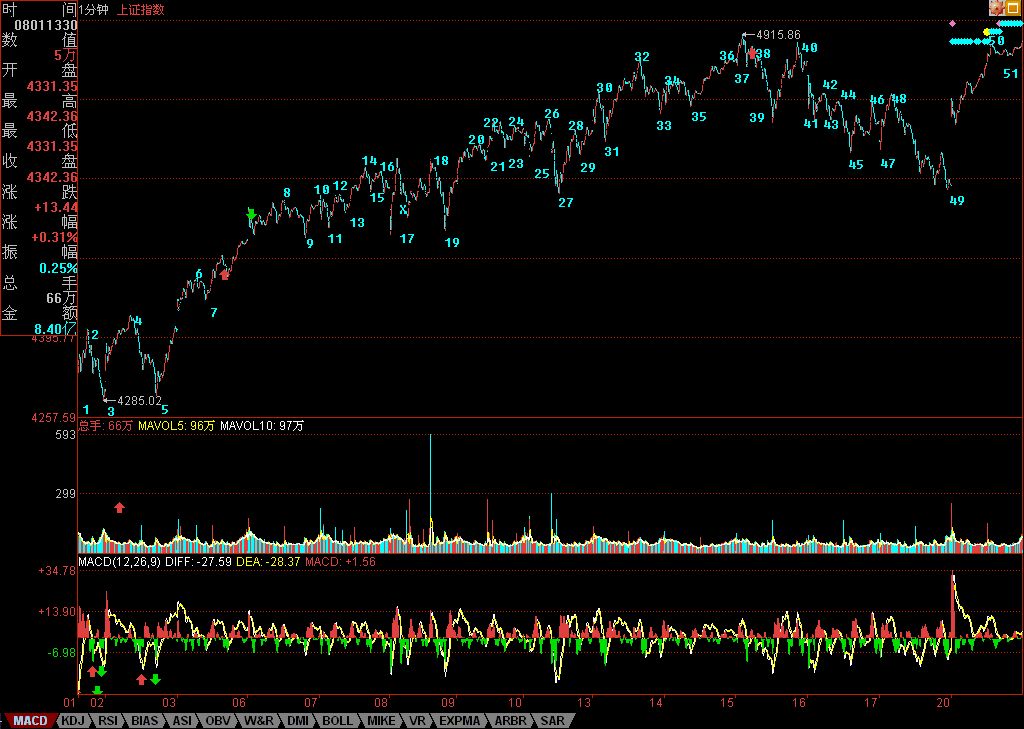 时 间 1分钟 上证指数
08011330
数 值
5万
开 盘
4331.35
最 高
4342.36
最 低
4331.35
收 盘
4342.36
涨 跌
+13.44
涨 幅
+0.31%
振 幅
0.25%
总 手
66万
金 额
8.40亿
4395.77
4257.59
4915.86
4285.02
1 2 3 4 5 6 7 8 9 10 11 12 13 14 15 16 X 17 18 19 20 21 22 23 24 25 26 27 28 29 30 31 32 33 34 35 36 37 38 39 40 41 42 43 44 45 46 47 48 49 50 51
总手: 66万 MAVOL5: 96万 MAVOL10: 97万
593
299
MACD(12,26,9) DIFF: -27.59 DEA: -28.37 MACD: +1.56
+34.78
+13.90
-6.98
01 02 03 06 07 08 09 10 13 14 15 16 17 20
MACD KDJ RSI BIAS ASI OBV W&R DMI BOLL MIKE VR EXPMA ARBR SAR